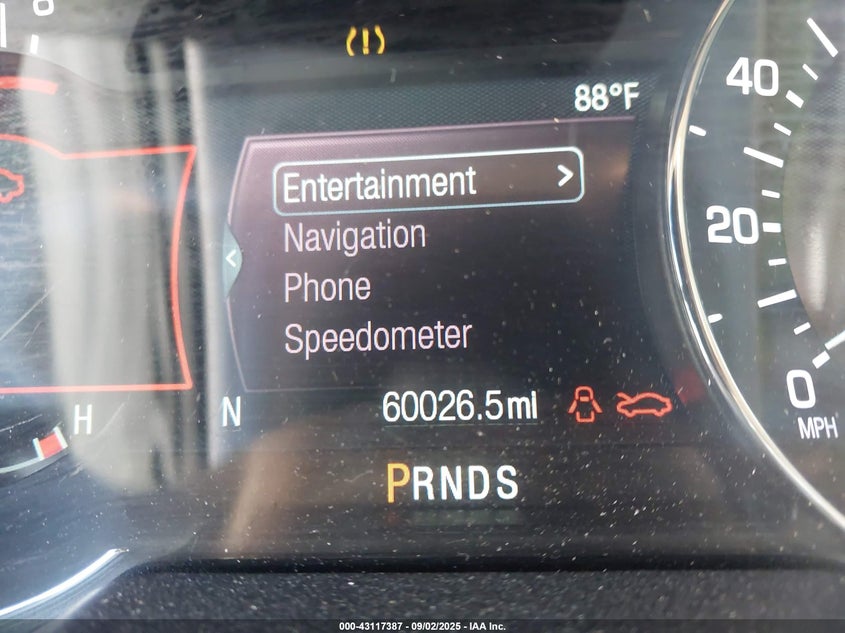 6
(!)
88°F
40
Entertainment >
Navigation
<
20
Phone
Speedometer
0
H
N
60026.5mi
MPH
PRNDS
000-43117387 - 09/02/2025 - IAA Inc.